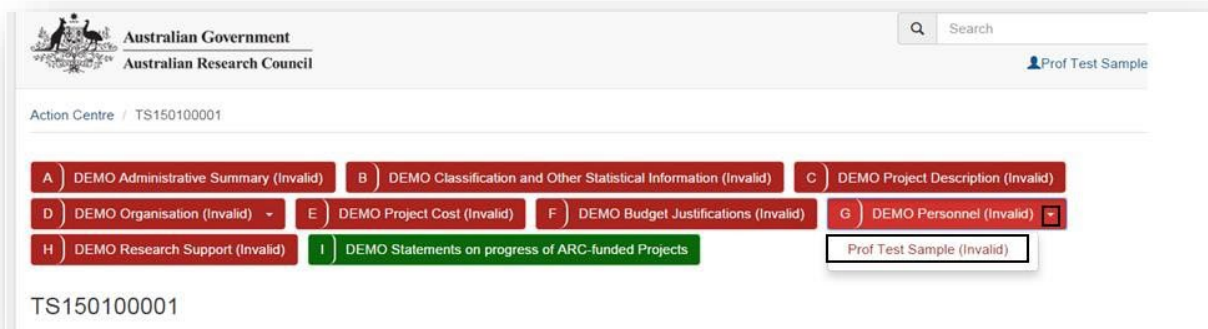 Australian Government
Australian Research Council
Search
Prof Test Sample
Action Centre / TS150100001
A DEMO Administrative Summary (Invalid) B DEMO Classification and Other Statistical Information (Invalid) C DEMO Project Description (Invalid)
D DEMO Organisation (Invalid) E DEMO Project Cost (Invalid) F DEMO Budget Justifications (Invalid) G DEMO Personnel (Invalid)
H DEMO Research Support (Invalid) I DEMO Statements on progress of ARC-funded Projects Prof Test Sample (Invalid)
TS150100001